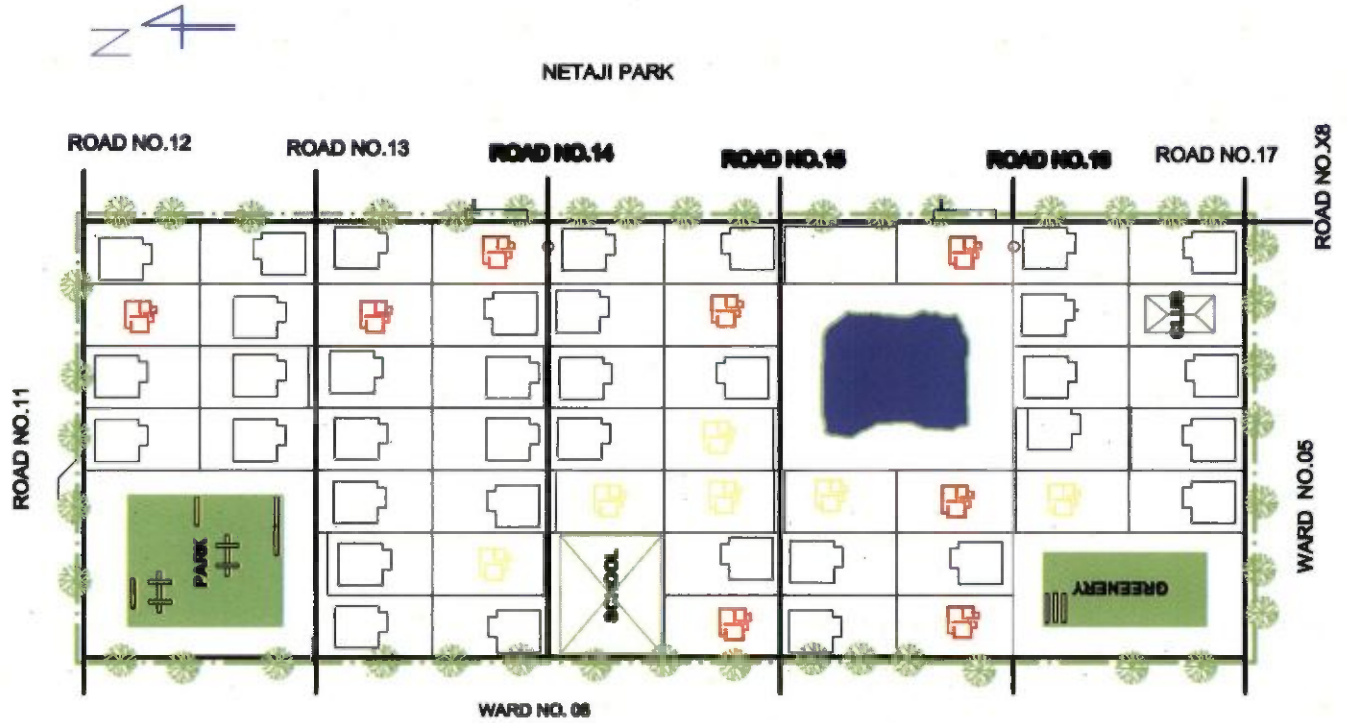 N
NETAJI PARK
ROAD NO.12
ROAD NO.13
ROAD NO.14
ROAD NO.15
ROAD NO.16
ROAD NO.17
ROAD NO.X8
CLUB
ROAD NO.11
PARK
SCHOOL
GREENERY
WARD NO.05
WARD NO. 06